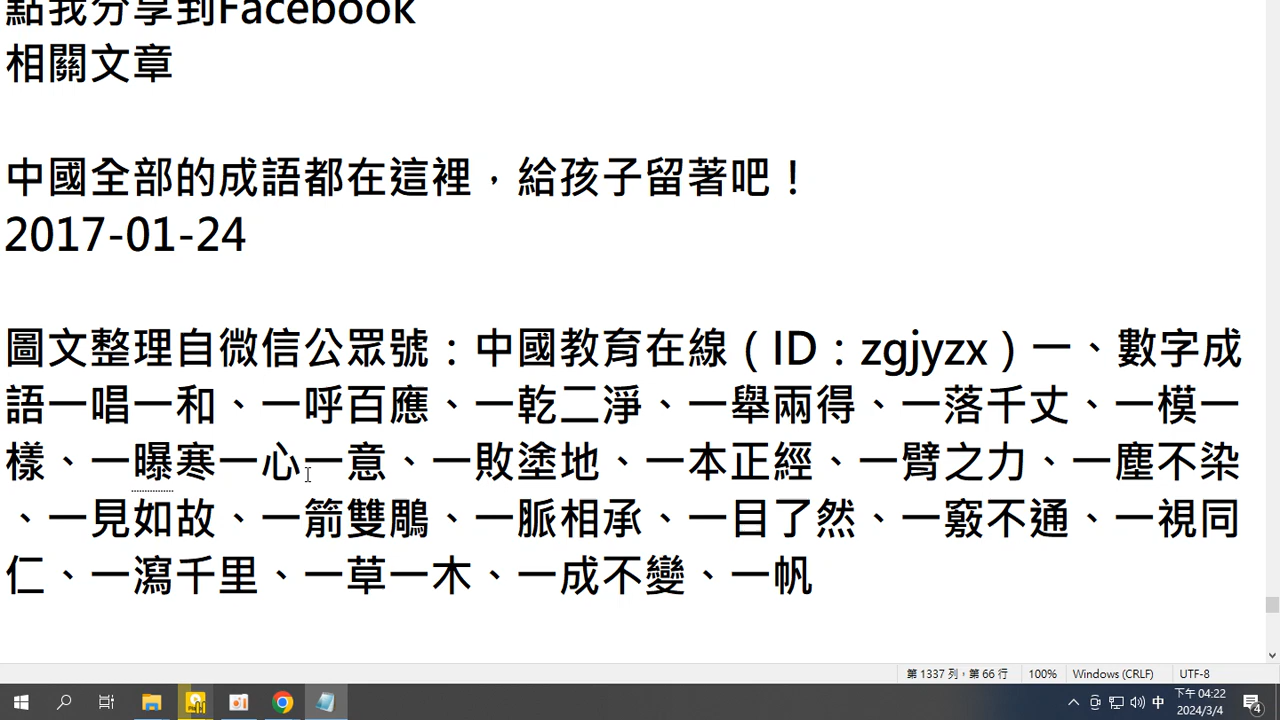 點我分享到Facebook
相關文章
中國全部的成語都在這裡，給孩子留著吧！
2017-01-24
圖文整理自微信公眾號：中國教育在線（ID：zgjyzx）一、數字成
語一唱一和、一呼百應、一乾二淨、一舉兩得、一落千丈、一模一
樣、一曝寒一心一意、一敗塗地、一本正經、一臂之力、一塵不染
、一見如故、一箭雙鵰、一脈相承、一目了然、一竅不通、一視同
仁、一瀉千里、一草一木、一成不變、一帆
第 1337 列，第 66 行 100% Windows (CRLF) UTF-8
中 下午 04:22
2024/3/4
4